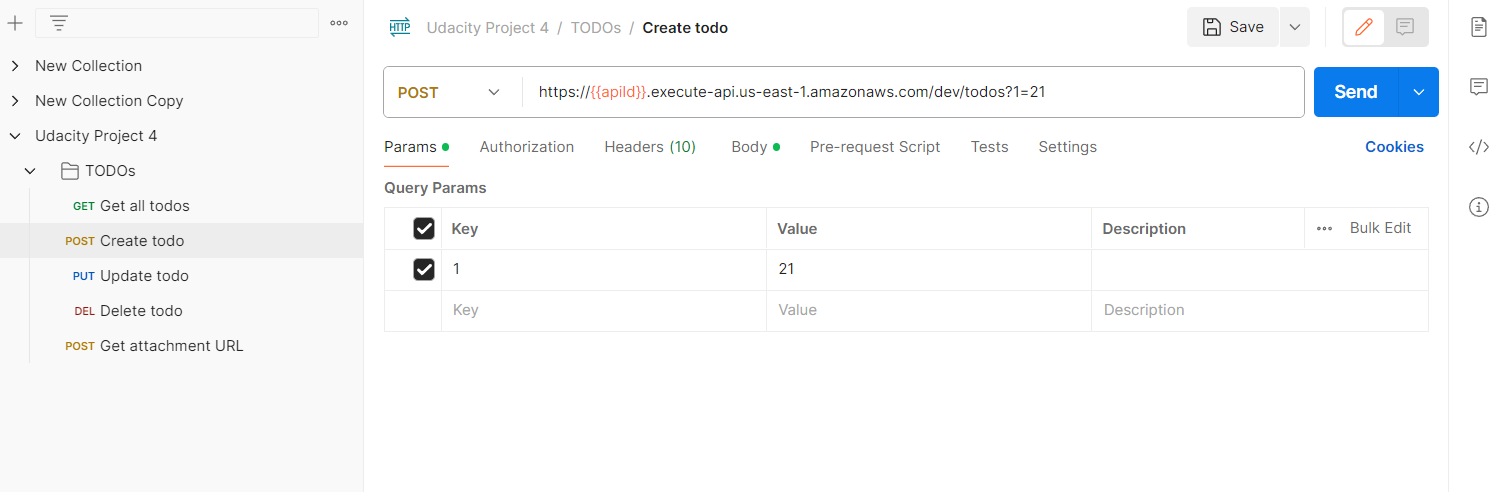 New Collection
New Collection Copy
Udacity Project 4
TODOs
GET Get all todos
POST Create todo
PUT Update todo
DEL Delete todo
POST Get attachment URL
HTTP Udacity Project 4 / TODOs / Create todo
Save
POST https://{{apiId}}.execute-api.us-east-1.amazonaws.com/dev/todos?1=21 Send
Params Authorization Headers (10) Body Pre-request Script Tests Settings Cookies
Query Params
Key Value Description Bulk Edit
1 21
Key Value Description